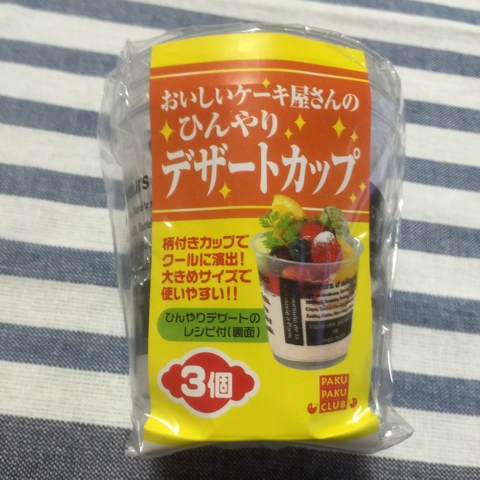 おいしいケーキ屋さんの
ひんやり
デザートカップ
柄付きカップで
クールに演出!
大きめサイズで
使いやすい!!
ひんやりデザートの
レシピ付(裏面)
3個
PAKU
PAKU
CLUB